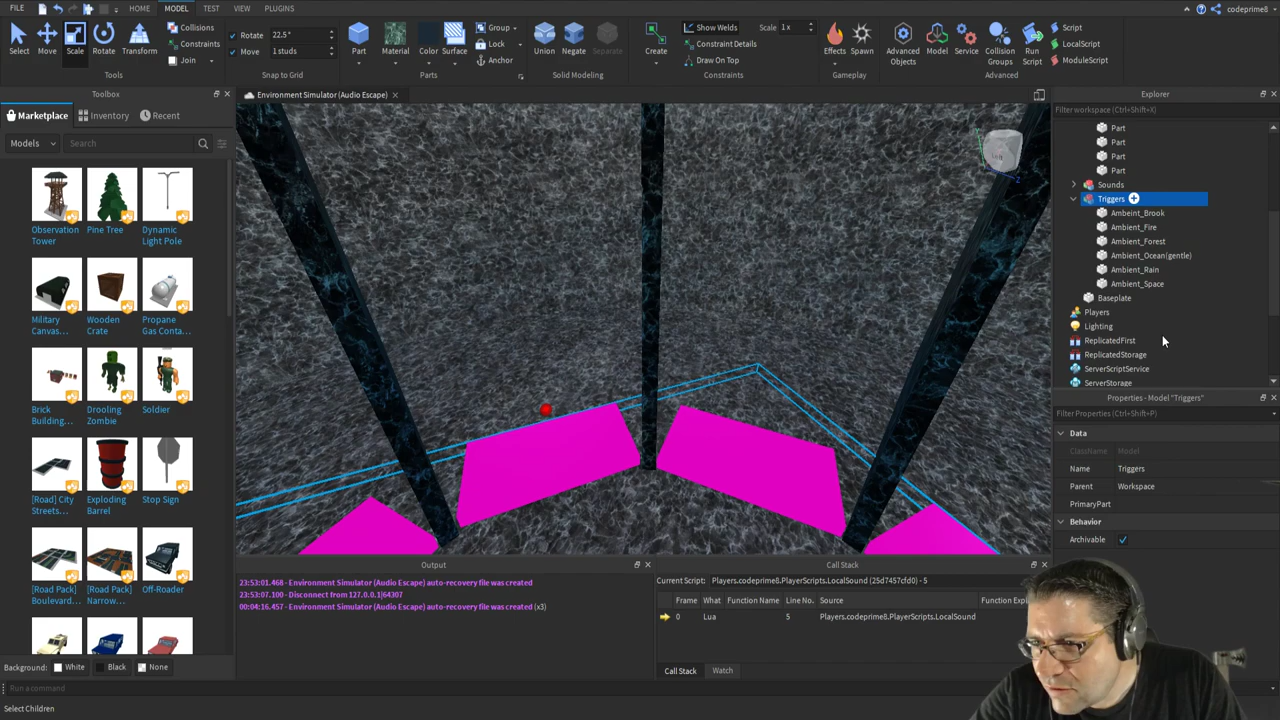 FILE HOME MODEL TEST VIEW PLUGINS codeprime8
Select Move Scale Rotate Transform
Collisions
Constraints
Join
Tools
Rotate 22.5°
Move 1 studs
Snap to Grid
Part Material Color Surface
Group
Lock
Anchor
Parts
Union Negate Separate
Solid Modeling
Create
Show Welds Scale 1x
Constraint Details
Draw On Top
Constraints
Effects Spawn
Gameplay
Advanced Objects
Model Service
Collision Groups
Run Script
Script
LocalScript
ModuleScript
Advanced
Toolbox
Marketplace Inventory Recent
Models Search
Observation Tower
Pine Tree
Dynamic Light Pole
Military Canvas...
Wooden Crate
Propane Gas Conta...
Brick Building...
Drooling Zombie
Soldier
[Road] City Streets...
Exploding Barrel
Stop Sign
[Road Pack] Boulevard...
[Road Pack] Narrow...
Off-Roader
Background: White Black None
Environment Simulator (Audio Escape)
Left
Explorer
Filter workspace (Ctrl+Shift+X)
Part
Part
Part
Part
Sounds
Triggers
Ambeint_Brook
Ambient_Fire
Ambient_Forest
Ambient_Ocean(gentle)
Ambient_Rain
Ambient_Space
Baseplate
Players
Lighting
ReplicatedFirst
ReplicatedStorage
ServerScriptService
ServerStorage
Properties - Model "Triggers"
Filter Properties (Ctrl+Shift+P)
Data
ClassName Model
Name Triggers
Parent Workspace
PrimaryPart
Behavior
Archivable
Output
23:53:01.468 - Environment Simulator (Audio Escape) auto-recovery file was created
23:53:07.100 - Disconnect from 127.0.0.1|64307
00:04:16.457 - Environment Simulator (Audio Escape) auto-recovery file was created (x3)
Call Stack
Current Script: Players.codeprime8.PlayerScripts.LocalSound (25d7457cfd0) - 5
Frame What Function Name Line No. Source Function Expl
0 Lua 5 Players.codeprime8.PlayerScripts.LocalSound
Call Stack Watch
Run a command
Select Children